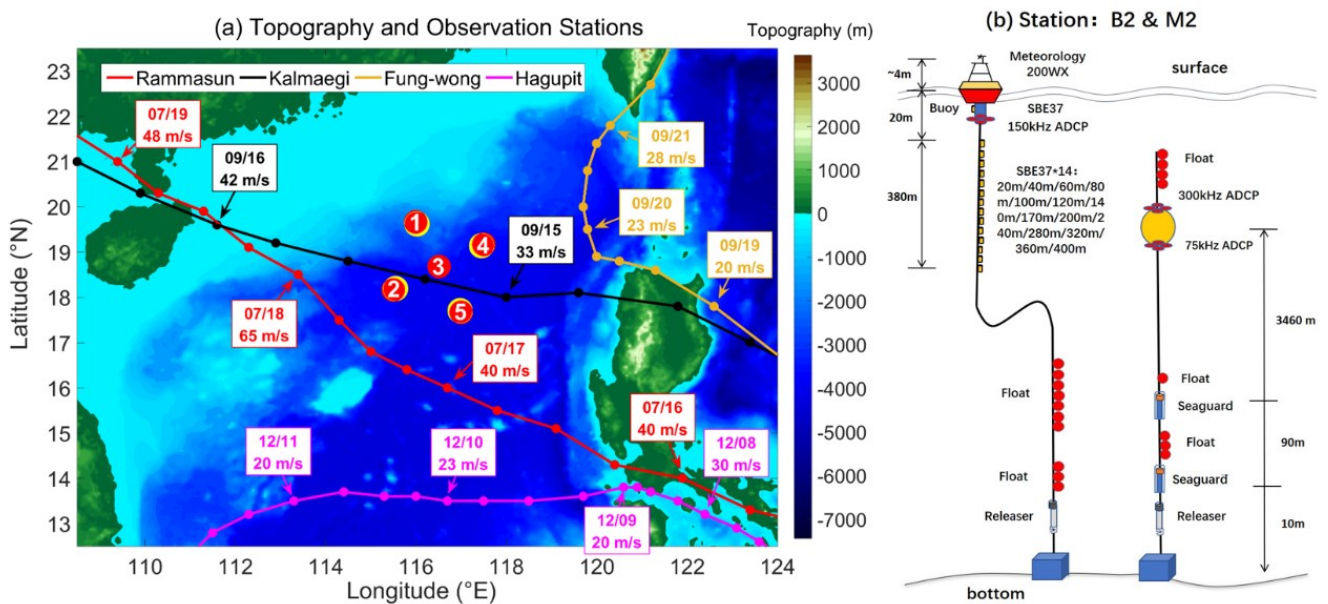 (a) Topography and Observation Stations
Topography (m)
Rammasun Kalmaegi Fung-wong Hagupit
07/19
48 m/s
09/16
42 m/s
09/21
28 m/s
09/20
23 m/s
09/19
20 m/s
09/15
33 m/s
1
4
3
2
5
07/18
65 m/s
07/17
40 m/s
07/16
40 m/s
12/11
20 m/s
12/10
23 m/s
12/08
30 m/s
12/09
20 m/s
23
22
21
20
19
18
17
16
15
14
13
Latitude (°N)
110 112 114 116 118 120 122 124
Longitude (°E)
3000
2000
1000
0
-1000
-2000
-3000
-4000
-5000
-6000
-7000
(b) Station: B2 & M2
Meteorology
200WX
surface
~4m
Buoy
SBE37
20m
150kHz ADCP
380m
SBE37*14:
20m/40m/60m/80
m/100m/120m/14
0m/170m/200m/2
40m/280m/320m/
360m/400m
Float
300kHz ADCP
75kHz ADCP
3460 m
Float
Float
Seaguard
Float
90m
Float
Seaguard
Releaser
Releaser
10m
bottom